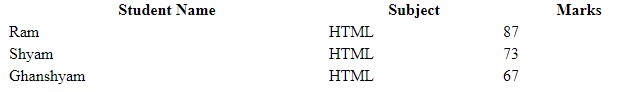 Student Name Subject Marks
Ram HTML 87
Shyam HTML 73
Ghanshyam HTML 67